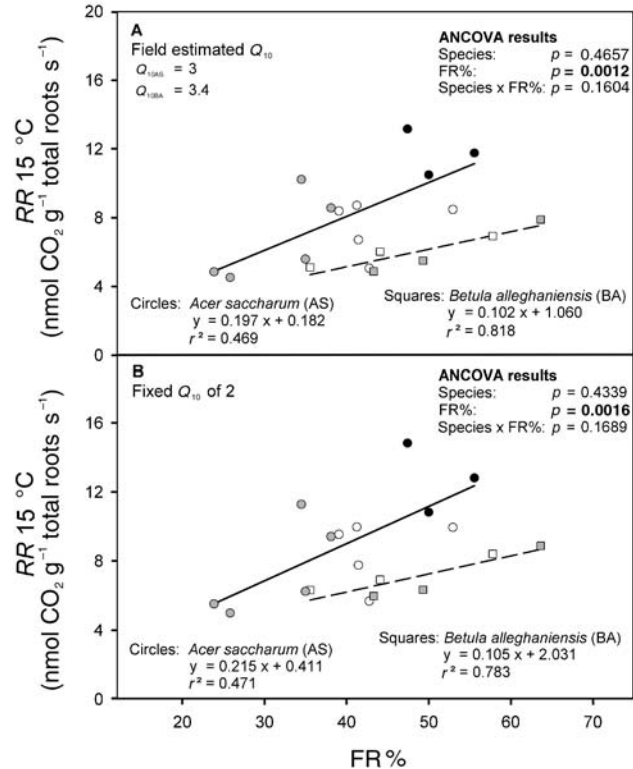 A
Field estimated Q10
Q10AS = 3
Q10BA = 3.4
ANCOVA results
Species: p = 0.4657
FR%: p = 0.0012
Species x FR%: p = 0.1604
20
16
12
8
4
0
RR 15 °C
(nmol CO₂ g⁻¹ total roots s⁻¹)
Circles: Acer saccharum (AS)
y = 0.197 x + 0.182
r² = 0.469
Squares: Betula alleghaniensis (BA)
y = 0.102 x + 1.060
r² = 0.818
B
Fixed Q10 of 2
ANCOVA results
Species: p = 0.4339
FR%: p = 0.0016
Species x FR%: p = 0.1689
16
12
8
4
0
RR 15 °C
(nmol CO₂ g⁻¹ total roots s⁻¹)
Circles: Acer saccharum (AS)
y = 0.215 x + 0.411
r² = 0.471
Squares: Betula alleghaniensis (BA)
y = 0.105 x + 2.031
r² = 0.783
20 30 40 50 60 70
FR%